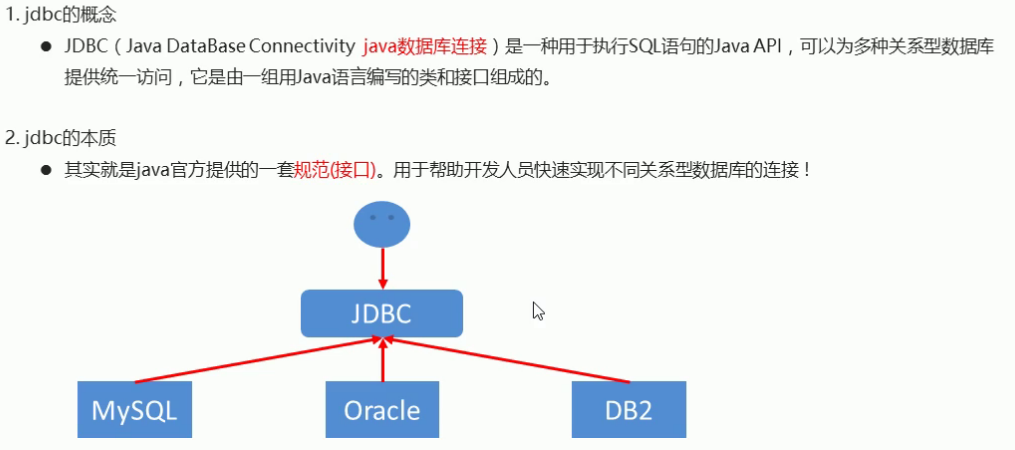 1. jdbc的概念
● JDBC（Java DataBase Connectivity java数据库连接）是一种用于执行SQL语句的Java API，可以为多种关系型数据库
提供统一访问，它是由一组用Java语言编写的类和接口组成的。
2. jdbc的本质
● 其实就是java官方提供的一套规范(接口)。用于帮助开发人员快速实现不同关系型数据库的连接！
JDBC
MySQL Oracle DB2